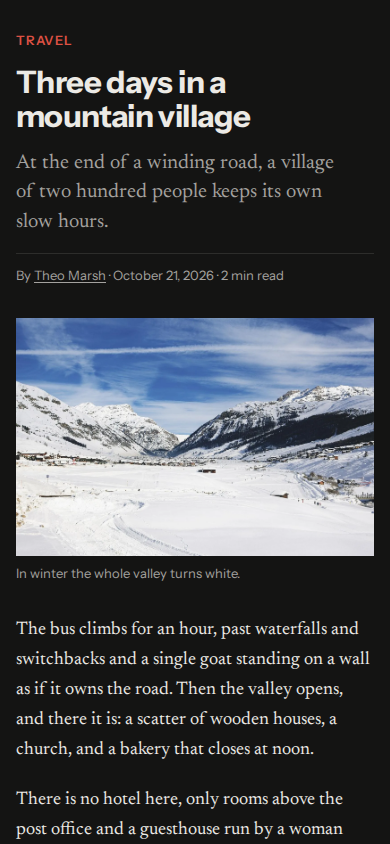 TRAVEL
Three days in a
mountain village
At the end of a winding road, a village
of two hundred people keeps its own
slow hours.
By Theo Marsh · October 21, 2026 · 2 min read
In winter the whole valley turns white.
The bus climbs for an hour, past waterfalls and
switchbacks and a single goat standing on a wall
as if it owns the road. Then the valley opens,
and there it is: a scatter of wooden houses, a
church, and a bakery that closes at noon.
There is no hotel here, only rooms above the
post office and a guesthouse run by a woman